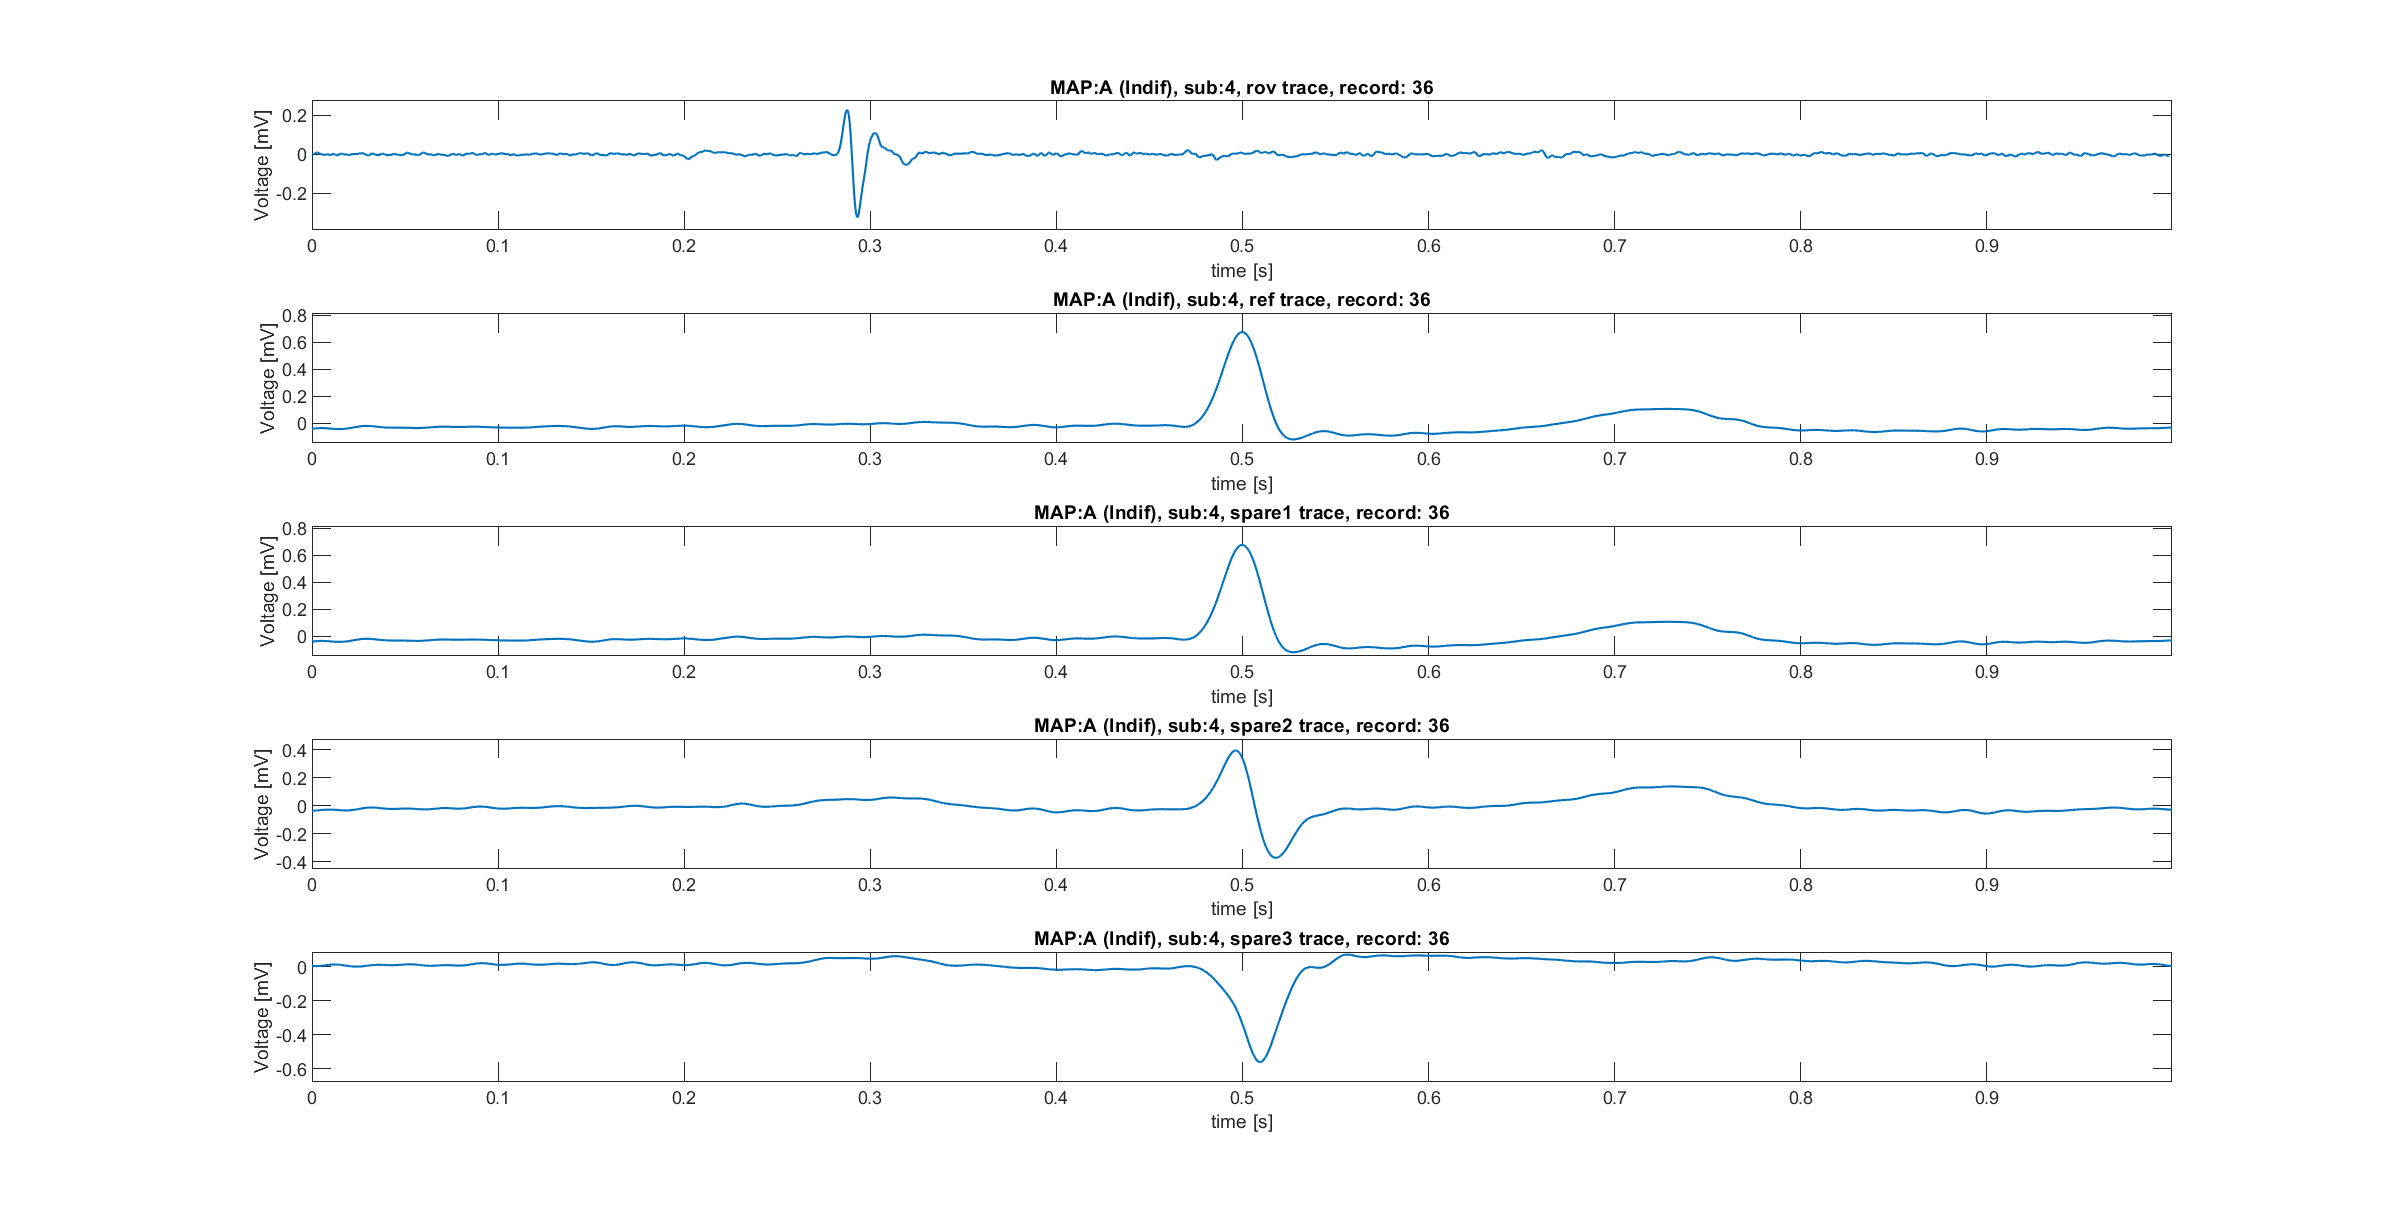 MAP:A (Indif), sub:4, rov trace, record: 36
Voltage [mV]
0.2
0
-0.2
0 0.1 0.2 0.3 0.4 0.5 0.6 0.7 0.8 0.9
time [s]
MAP:A (Indif), sub:4, ref trace, record: 36
Voltage [mV]
0.8
0.6
0.4
0.2
0
0 0.1 0.2 0.3 0.4 0.5 0.6 0.7 0.8 0.9
time [s]
MAP:A (Indif), sub:4, spare1 trace, record: 36
Voltage [mV]
0.8
0.6
0.4
0.2
0
0 0.1 0.2 0.3 0.4 0.5 0.6 0.7 0.8 0.9
time [s]
MAP:A (Indif), sub:4, spare2 trace, record: 36
Voltage [mV]
0.4
0.2
0
-0.2
-0.4
0 0.1 0.2 0.3 0.4 0.5 0.6 0.7 0.8 0.9
time [s]
MAP:A (Indif), sub:4, spare3 trace, record: 36
Voltage [mV]
0
-0.2
-0.4
-0.6
0 0.1 0.2 0.3 0.4 0.5 0.6 0.7 0.8 0.9
time [s]